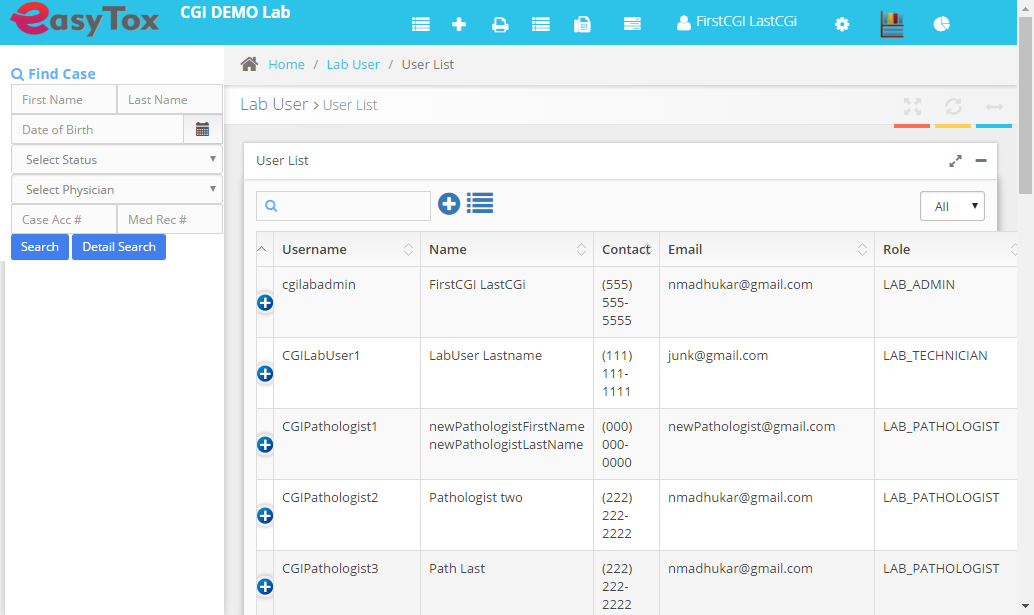 easyTox
CGI DEMO Lab
FirstCGI LastCGi
Find Case
First Name
Last Name
Date of Birth
Select Status
Select Physician
Case Acc #
Med Rec #
Search
Detail Search
Home / Lab User / User List
Lab User > User List
User List
All
Username
Name
Contact
Email
Role
cgilabadmin
FirstCGI LastCGi
(555)
555-
5555
nmadhukar@gmail.com
LAB_ADMIN
CGILabUser1
LabUser Lastname
(111)
111-
1111
junk@gmail.com
LAB_TECHNICIAN
CGIPathologist1
newPathologistFirstName
newPathologistLastName
(000)
000-
0000
newPathologist@gmail.com
LAB_PATHOLOGIST
CGIPathologist2
Pathologist two
(222)
222-
2222
nmadhukar@gmail.com
LAB_PATHOLOGIST
CGIPathologist3
Path Last
(222)
222-
2222
nmadhukar@gmail.com
LAB_PATHOLOGIST